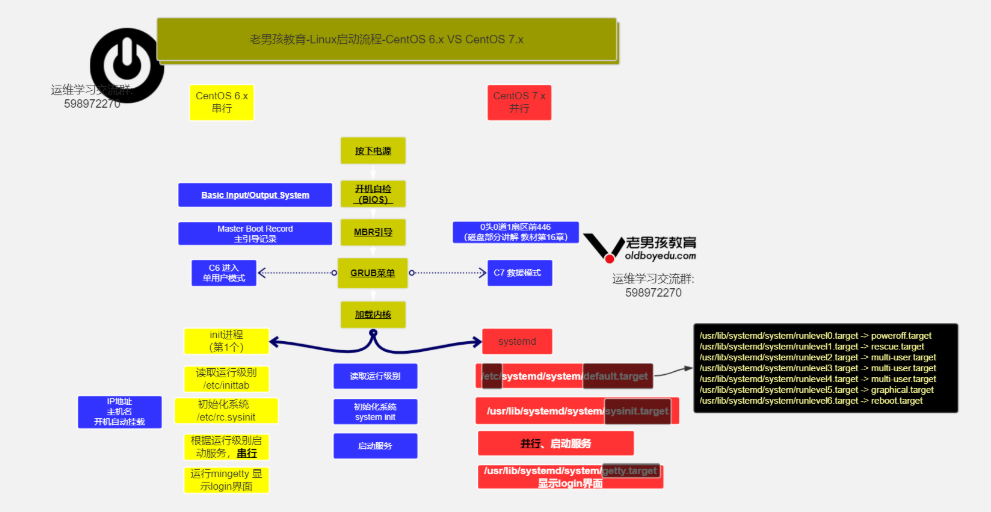 老男孩教育-Linux启动流程-CentOS 6.x VS CentOS 7.x
运维学习交流群:
598972270
CentOS 6.x
串行
CentOS 7.x
并行
按下电源
Basic Input/Output System
开机自检
（BIOS）
Master Boot Record
主引导记录
MBR引导
0头0道1扇区前446
（磁盘部分讲解 教材第16章）
老男孩教育
oldboyedu.com
运维学习交流群:
598972270
C6 进入
单用户模式
GRUB菜单
C7 救援模式
加载内核
init进程
（第1个）
systemd
读取运行级别
/etc/inittab
读取运行级别
/etc/systemd/system/default.target
/usr/lib/systemd/system/runlevel0.target -> poweroff.target
/usr/lib/systemd/system/runlevel1.target -> rescue.target
/usr/lib/systemd/system/runlevel2.target -> multi-user.target
/usr/lib/systemd/system/runlevel3.target -> multi-user.target
/usr/lib/systemd/system/runlevel4.target -> multi-user.target
/usr/lib/systemd/system/runlevel5.target -> graphical.target
/usr/lib/systemd/system/runlevel6.target -> reboot.target
IP地址
主机名
开机自动挂载
初始化系统
/etc/rc.sysinit
初始化系统
system init
/usr/lib/systemd/system/sysinit.target
根据运行级别启
动服务，串行
启动服务
并行、启动服务
运行mingetty 显
示login界面
/usr/lib/systemd/system/getty.target
显示login界面